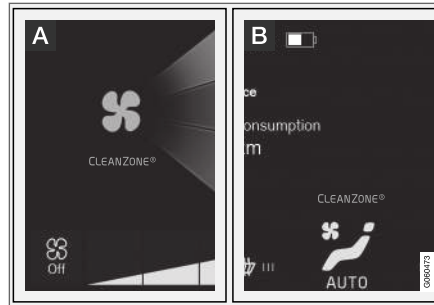 A
CLEANZONE®
Off
B
ce
onsumption
m
CLEANZONE®
AUTO
G060473